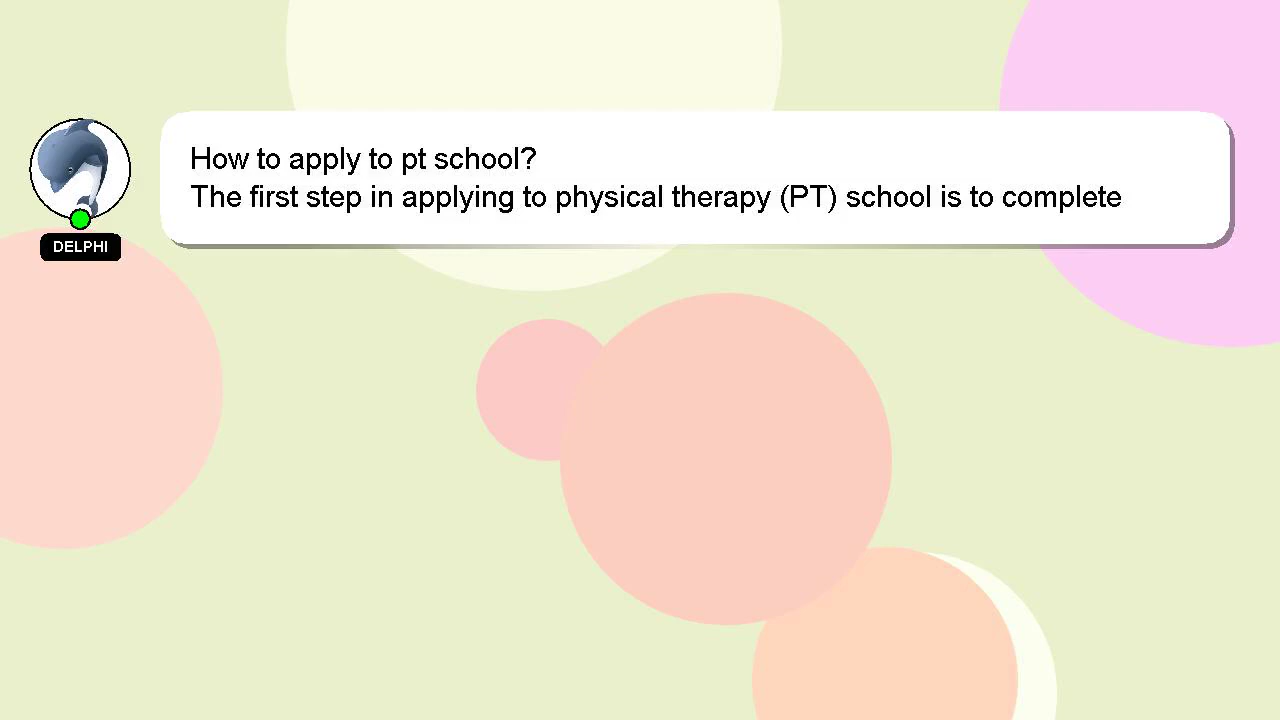 How to apply to pt school?
The first step in applying to physical therapy (PT) school is to complete
DELPHI